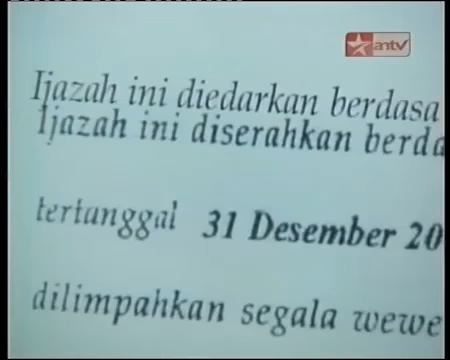 antv
Ijazah ini diedarkan berdasa
Ijazah ini diserahkan berda
tertanggal 31 Desember 20
dilimpahkan segala wewe